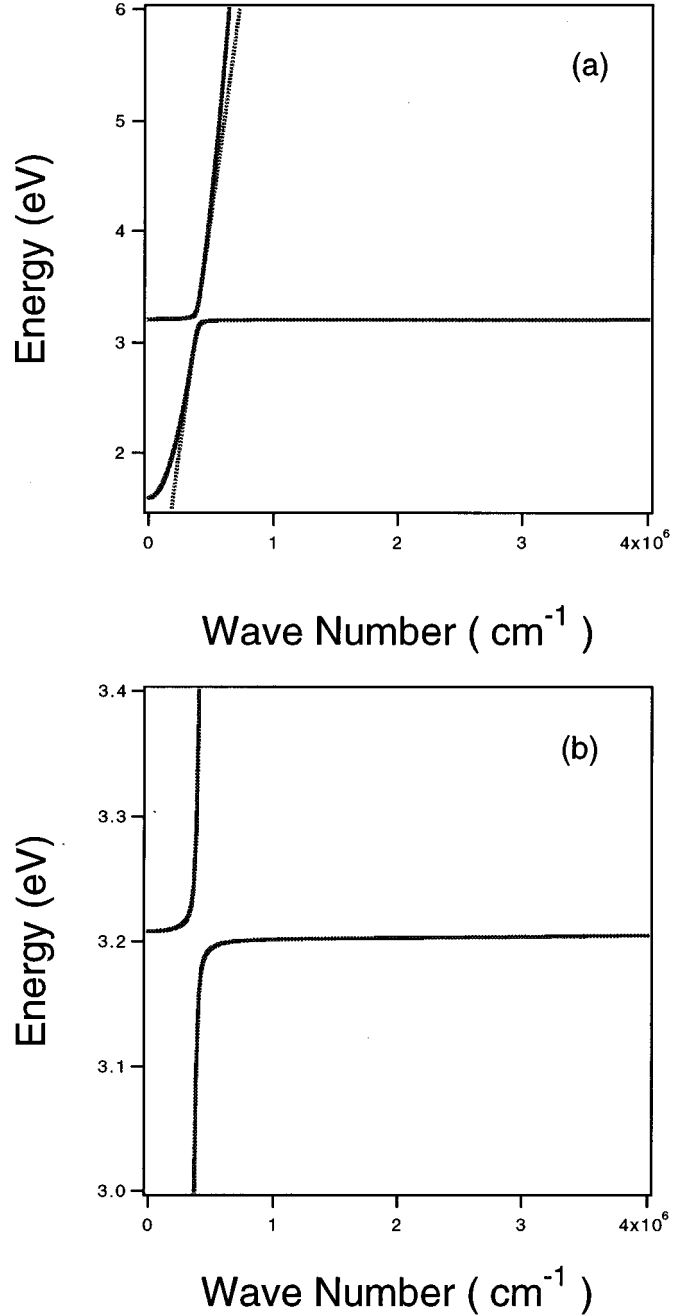 6
(a)
5
Energy (eV)
4
3
2
0 1 2 3 4x10⁶
Wave Number ( cm⁻¹ )
3.4
(b)
3.3
Energy (eV)
3.2
3.1
3.0
0 1 2 3 4x10⁶
Wave Number ( cm⁻¹ )